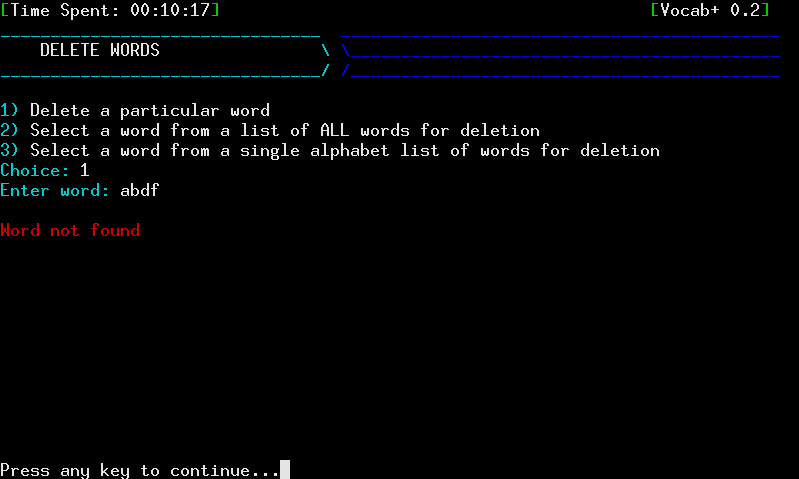 [Time Spent: 00:10:17] [Vocab+ 0.2]
DELETE WORDS
1) Delete a particular word
2) Select a word from a list of ALL words for deletion
3) Select a word from a single alphabet list of words for deletion
Choice: 1
Enter word: abdf
Word not found
Press any key to continue...